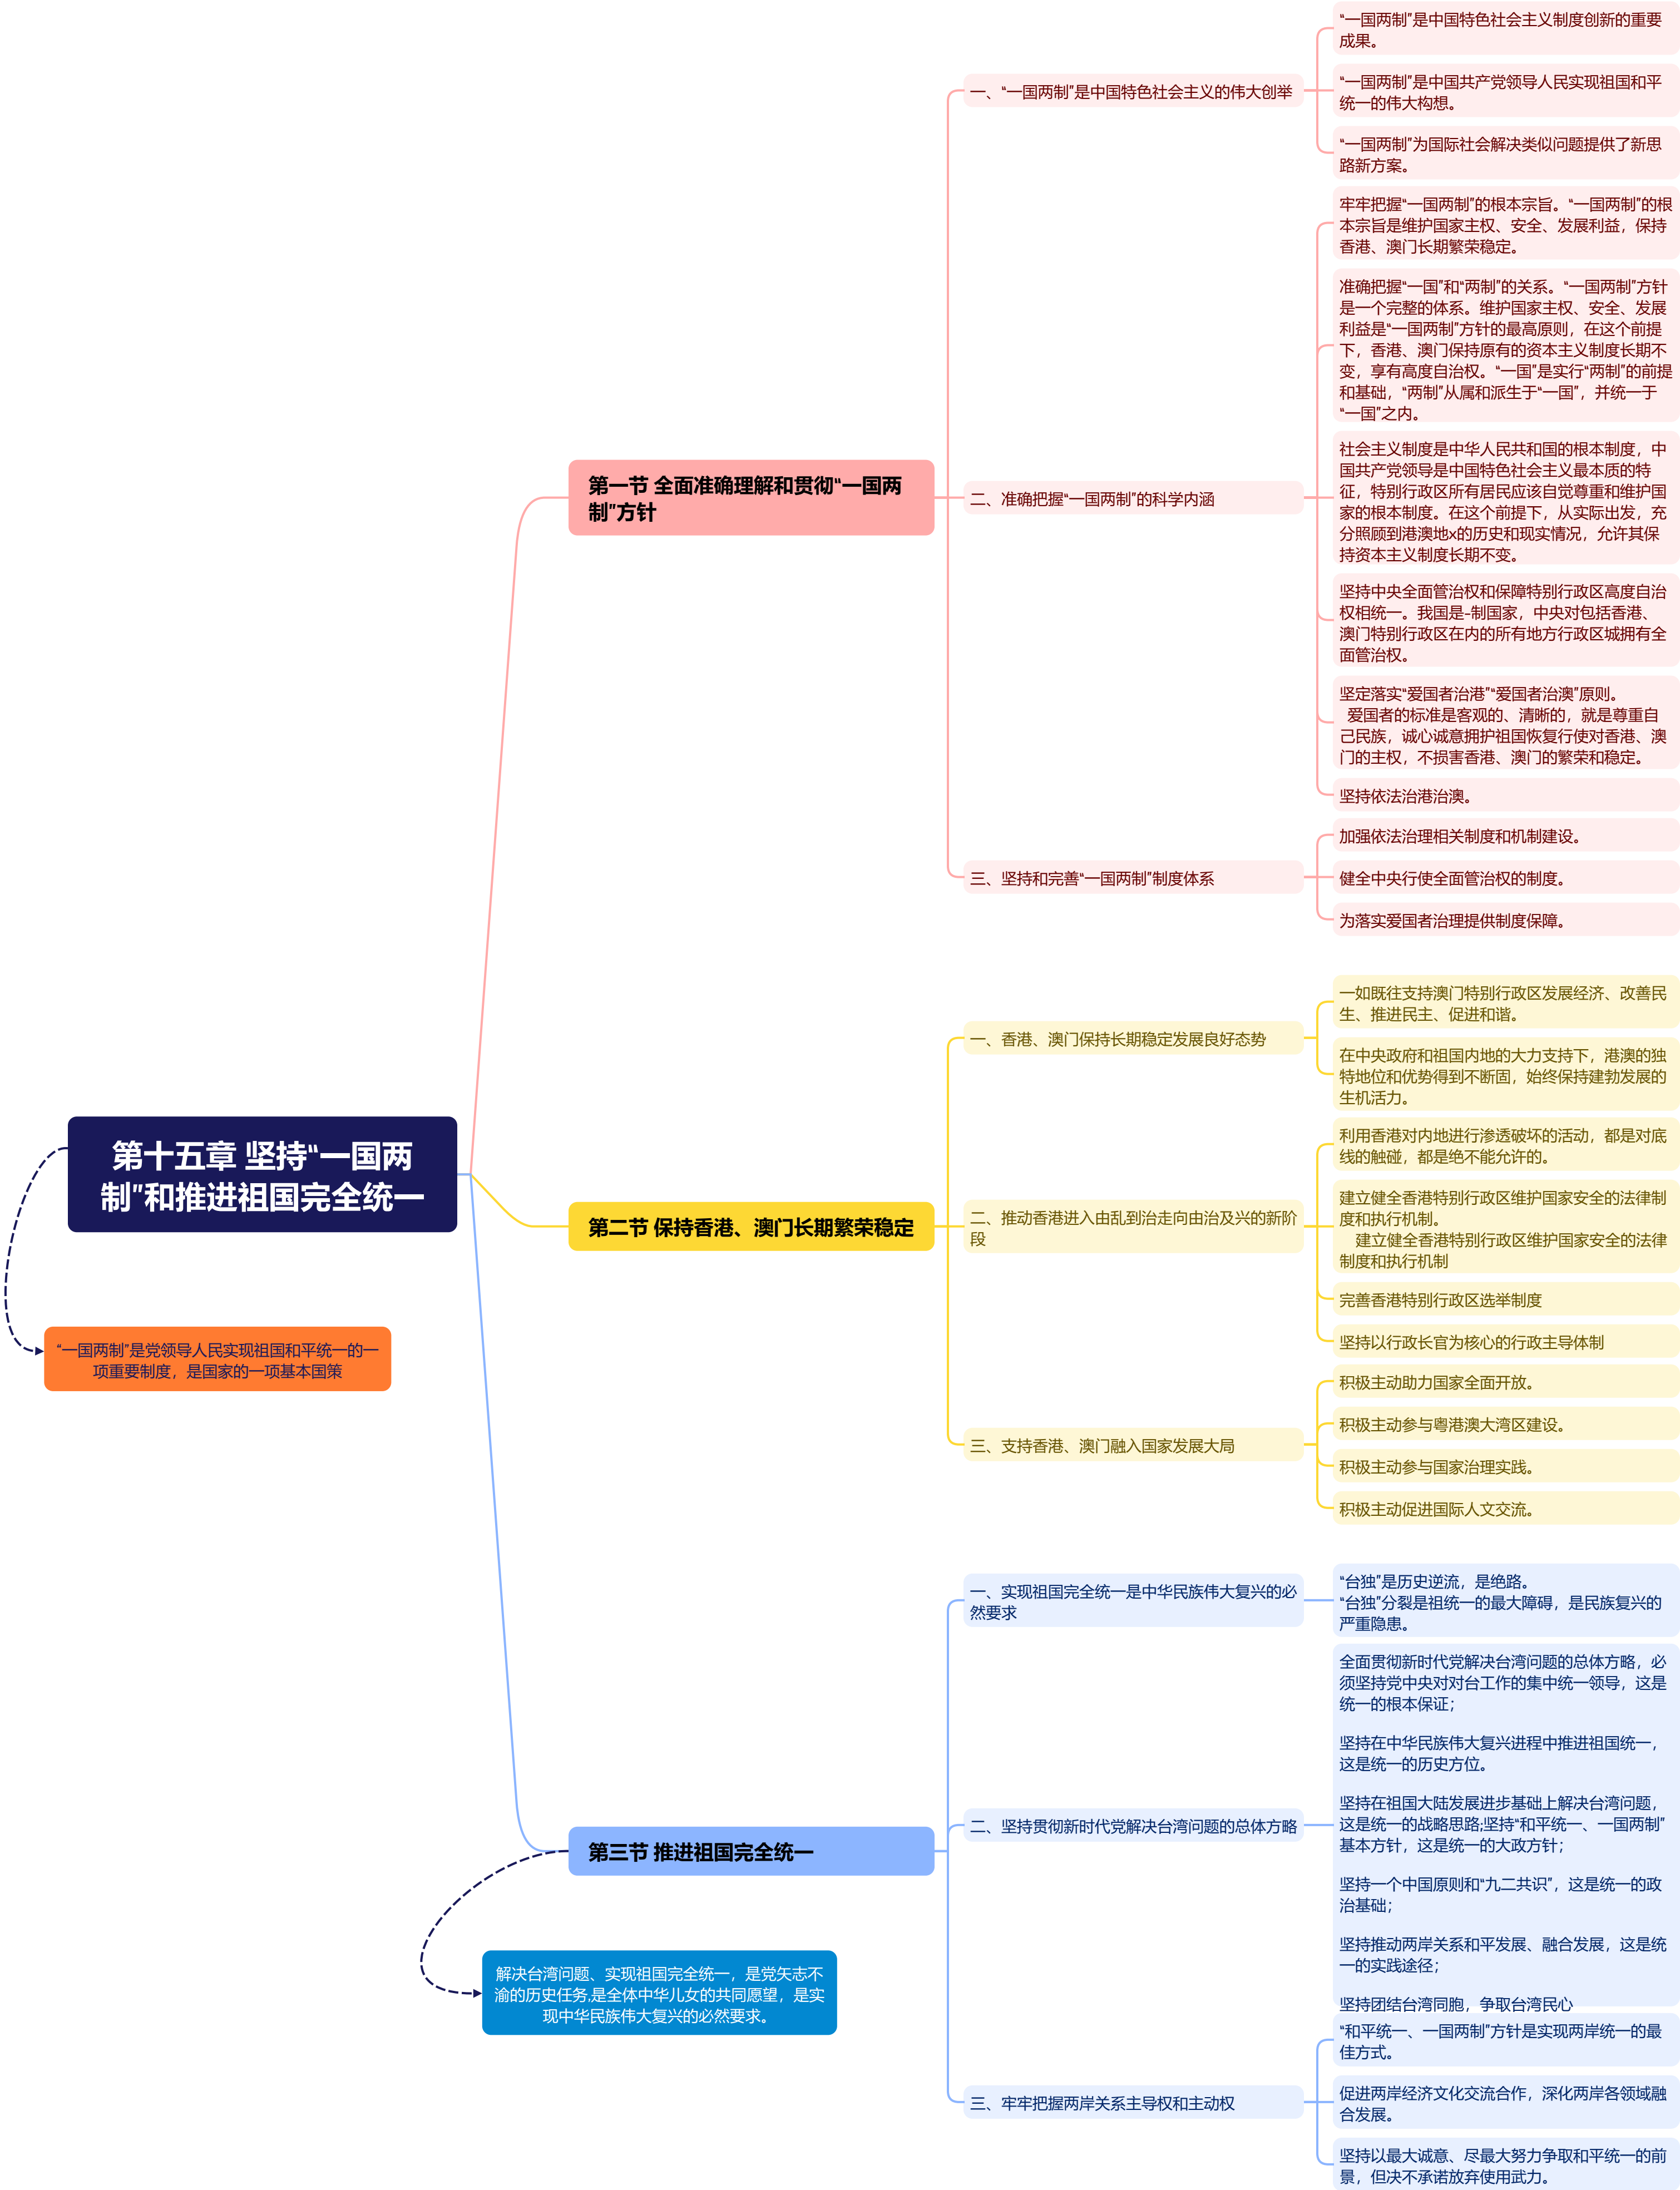 第十五章 坚持“一国两
制”和推进祖国完全统一
“一国两制”是党领导人民实现祖国和平统一的一
项重要制度，是国家的一项基本国策
第一节 全面准确理解和贯彻“一国两
制”方针
一、“一国两制”是中国特色社会主义的伟大创举
“一国两制”是中国特色社会主义制度创新的重要
成果。
“一国两制”是中国共产党领导人民实现祖国和平
统一的伟大构想。
“一国两制”为国际社会解决类似问题提供了新思
路新方案。
二、准确把握“一国两制”的科学内涵
牢牢把握“一国两制”的根本宗旨。“一国两制”的根
本宗旨是维护国家主权、安全、发展利益，保持
香港、澳门长期繁荣稳定。
准确把握“一国”和“两制”的关系。“一国两制”方针
是一个完整的体系。维护国家主权、安全、发展
利益是“一国两制”方针的最高原则，在这个前提
下，香港、澳门保持原有的资本主义制度长期不
变，享有高度自治权。“一国”是实行“两制”的前提
和基础，“两制”从属和派生于“一国”，并统一于
“一国”之内。
社会主义制度是中华人民共和国的根本制度，中
国共产党领导是中国特色社会主义最本质的特
征，特别行政区所有居民应该自觉尊重和维护国
家的根本制度。在这个前提下，从实际出发，充
分照顾到港澳地x的历史和现实情况，允许其保
持资本主义制度长期不变。
坚持中央全面管治权和保障特别行政区高度自治
权相统一。我国是-制国家，中央对包括香港、
澳门特别行政区在内的所有地方行政区城拥有全
面管治权。
坚定落实“爱国者治港”“爱国者治澳”原则。
爱国者的标准是客观的、清晰的，就是尊重自
己民族，诚心诚意拥护祖国恢复行使对香港、澳
门的主权，不损害香港、澳门的繁荣和稳定。
坚持依法治港治澳。
三、坚持和完善“一国两制”制度体系
加强依法治理相关制度和机制建设。
健全中央行使全面管治权的制度。
为落实爱国者治理提供制度保障。
第二节 保持香港、澳门长期繁荣稳定
一、香港、澳门保持长期稳定发展良好态势
一如既往支持澳门特别行政区发展经济、改善民
生、推进民主、促进和谐。
在中央政府和祖国内地的大力支持下，港澳的独
特地位和优势得到不断固，始终保持建勃发展的
生机活力。
二、推动香港进入由乱到治走向由治及兴的新阶
段
利用香港对内地进行渗透破坏的活动，都是对底
线的触碰，都是绝不能允许的。
建立健全香港特别行政区维护国家安全的法律制
度和执行机制。
建立健全香港特别行政区维护国家安全的法律
制度和执行机制
完善香港特别行政区选举制度
坚持以行政长官为核心的行政主导体制
三、支持香港、澳门融入国家发展大局
积极主动助力国家全面开放。
积极主动参与粤港澳大湾区建设。
积极主动参与国家治理实践。
积极主动促进国际人文交流。
第三节 推进祖国完全统一
解决台湾问题、实现祖国完全统一，是党矢志不
渝的历史任务,是全体中华儿女的共同愿望，是实
现中华民族伟大复兴的必然要求。
一、实现祖国完全统一是中华民族伟大复兴的必
然要求
“台独”是历史逆流，是绝路。
“台独”分裂是祖统一的最大障碍，是民族复兴的
严重隐患。
二、坚持贯彻新时代党解决台湾问题的总体方略
全面贯彻新时代党解决台湾问题的总体方略，必
须坚持党中央对对台工作的集中统一领导，这是
统一的根本保证；
坚持在中华民族伟大复兴进程中推进祖国统一，
这是统一的历史方位。
坚持在祖国大陆发展进步基础上解决台湾问题，
这是统一的战略思路;坚持“和平统一、一国两制”
基本方针，这是统一的大政方针；
坚持一个中国原则和“九二共识”，这是统一的政
治基础；
坚持推动两岸关系和平发展、融合发展，这是统
一的实践途径；
坚持团结台湾同胞，争取台湾民心
三、牢牢把握两岸关系主导权和主动权
“和平统一、一国两制”方针是实现两岸统一的最
佳方式。
促进两岸经济文化交流合作，深化两岸各领域融
合发展。
坚持以最大诚意、尽最大努力争取和平统一的前
景，但决不承诺放弃使用武力。